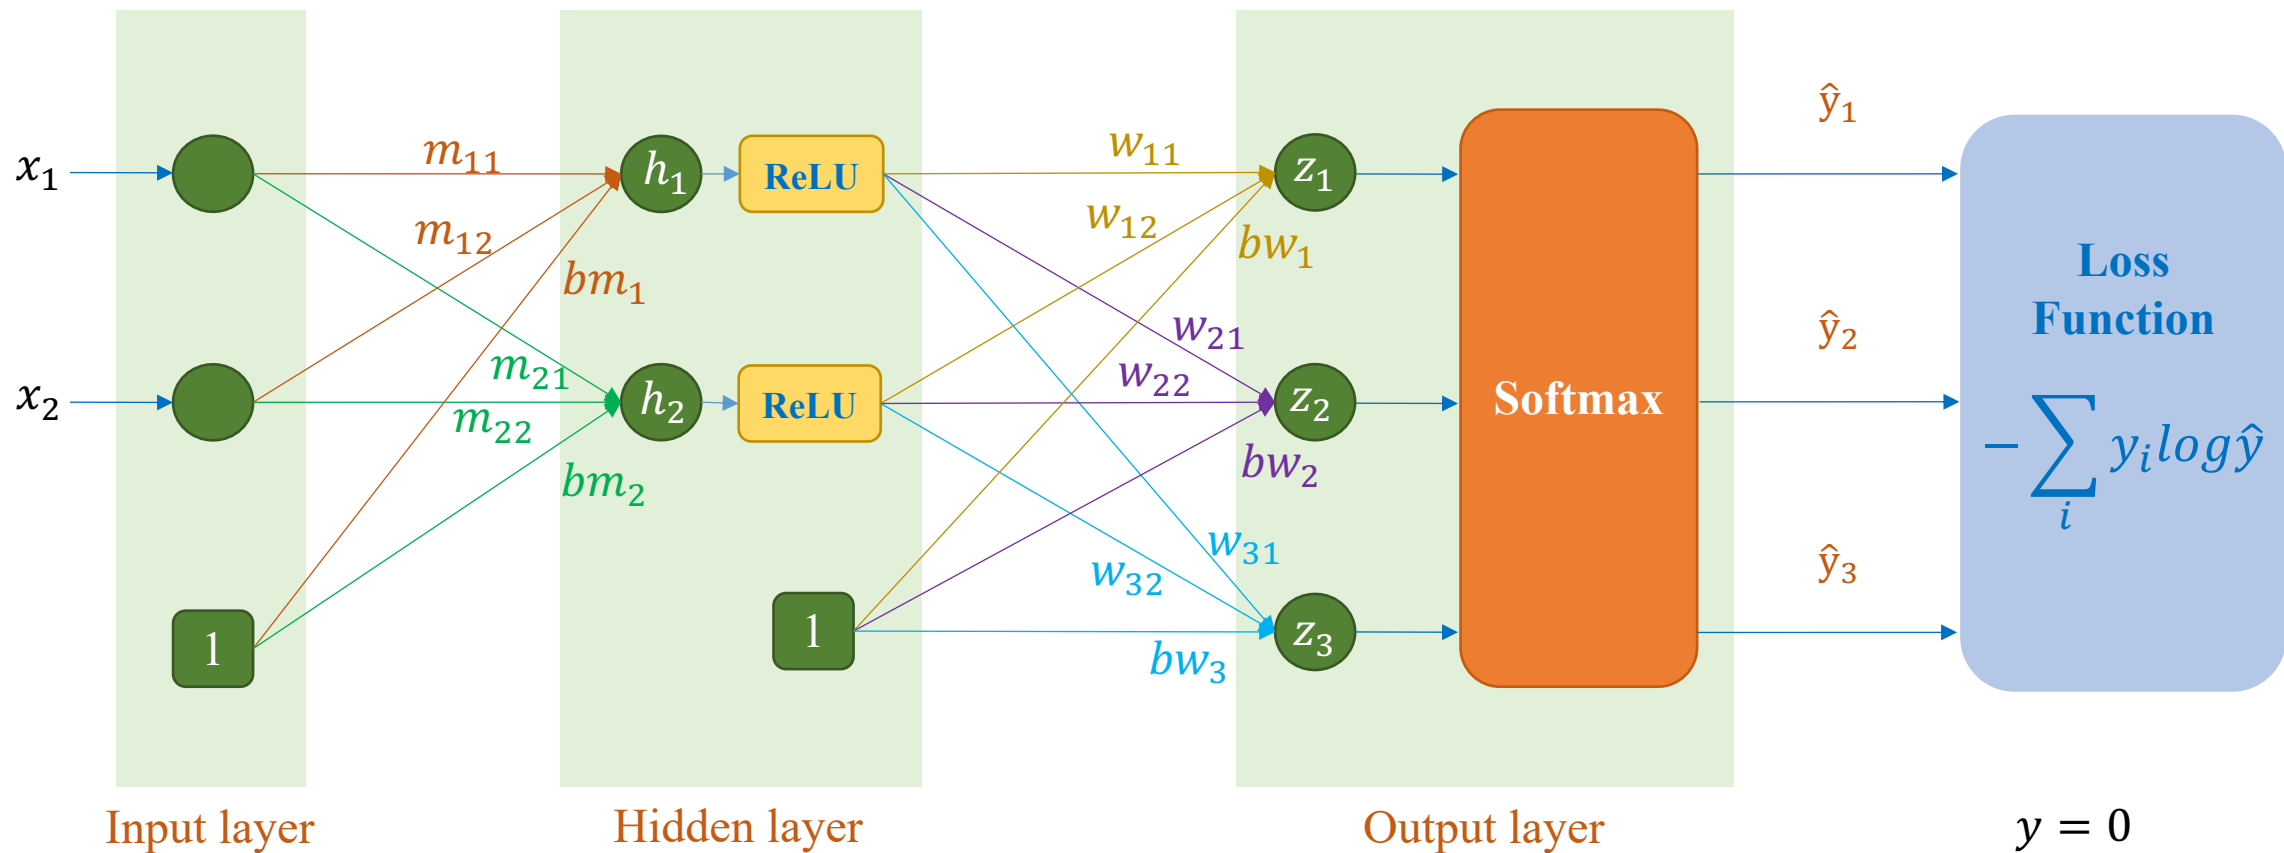 x₁
x₂
1
m₁₁
m₁₂
bm₁
m₂₁
m₂₂
bm₂
h₁
ReLU
h₂
ReLU
1
w₁₁
w₁₂
bw₁
w₂₁
w₂₂
bw₂
w₃₁
w₃₂
bw₃
z₁
z₂
z₃
Softmax
ŷ₁
ŷ₂
ŷ₃
Loss
Function
−∑ᵢ yᵢlogŷ
Input layer
Hidden layer
Output layer
y = 0